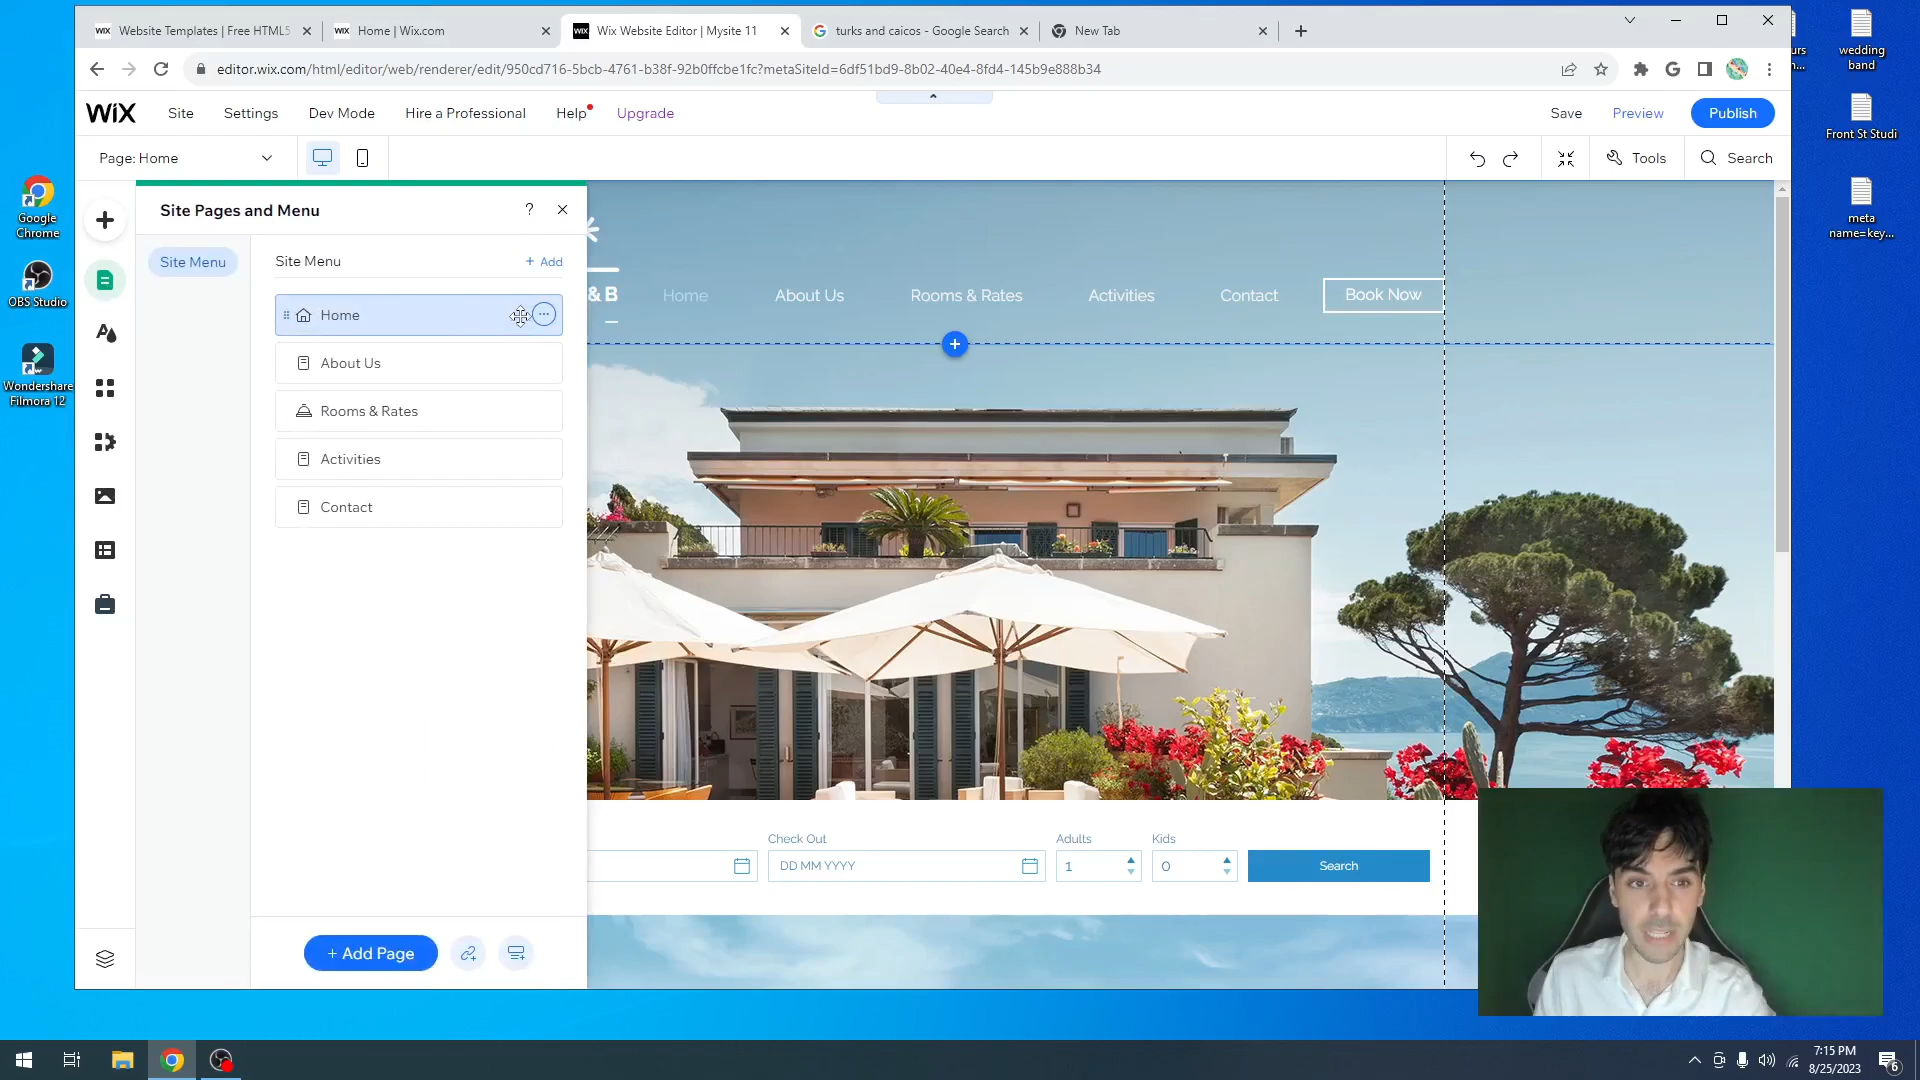 Website Templates | Free HTML5
Home | Wix.com
Wix Website Editor | Mysite 11
turks and caicos - Google Search
New Tab
editor.wix.com/html/editor/web/renderer/edit/950cd716-5bcb-4761-b38f-92b0ffcbe1fc?metaSiteId=6df51bd9-8b02-40e4-8fd4-145b9e888b34
WiX
Site
Settings
Dev Mode
Hire a Professional
Help
Upgrade
Save
Preview
Publish
Page: Home
Tools
Search
Site Pages and Menu
?
Site Menu
Site Menu
+ Add
Home
About Us
Rooms & Rates
Activities
Contact
+ Add Page
& B
Home
About Us
Rooms & Rates
Activities
Contact
Book Now
Check Out
DD MM YYYY
Adults
1
Kids
0
Search
Google
Chrome
OBS Studio
Wondershare
Filmora 12
wedding
band
Front St Studi
meta
name=key...
7:15 PM
8/25/2023
6